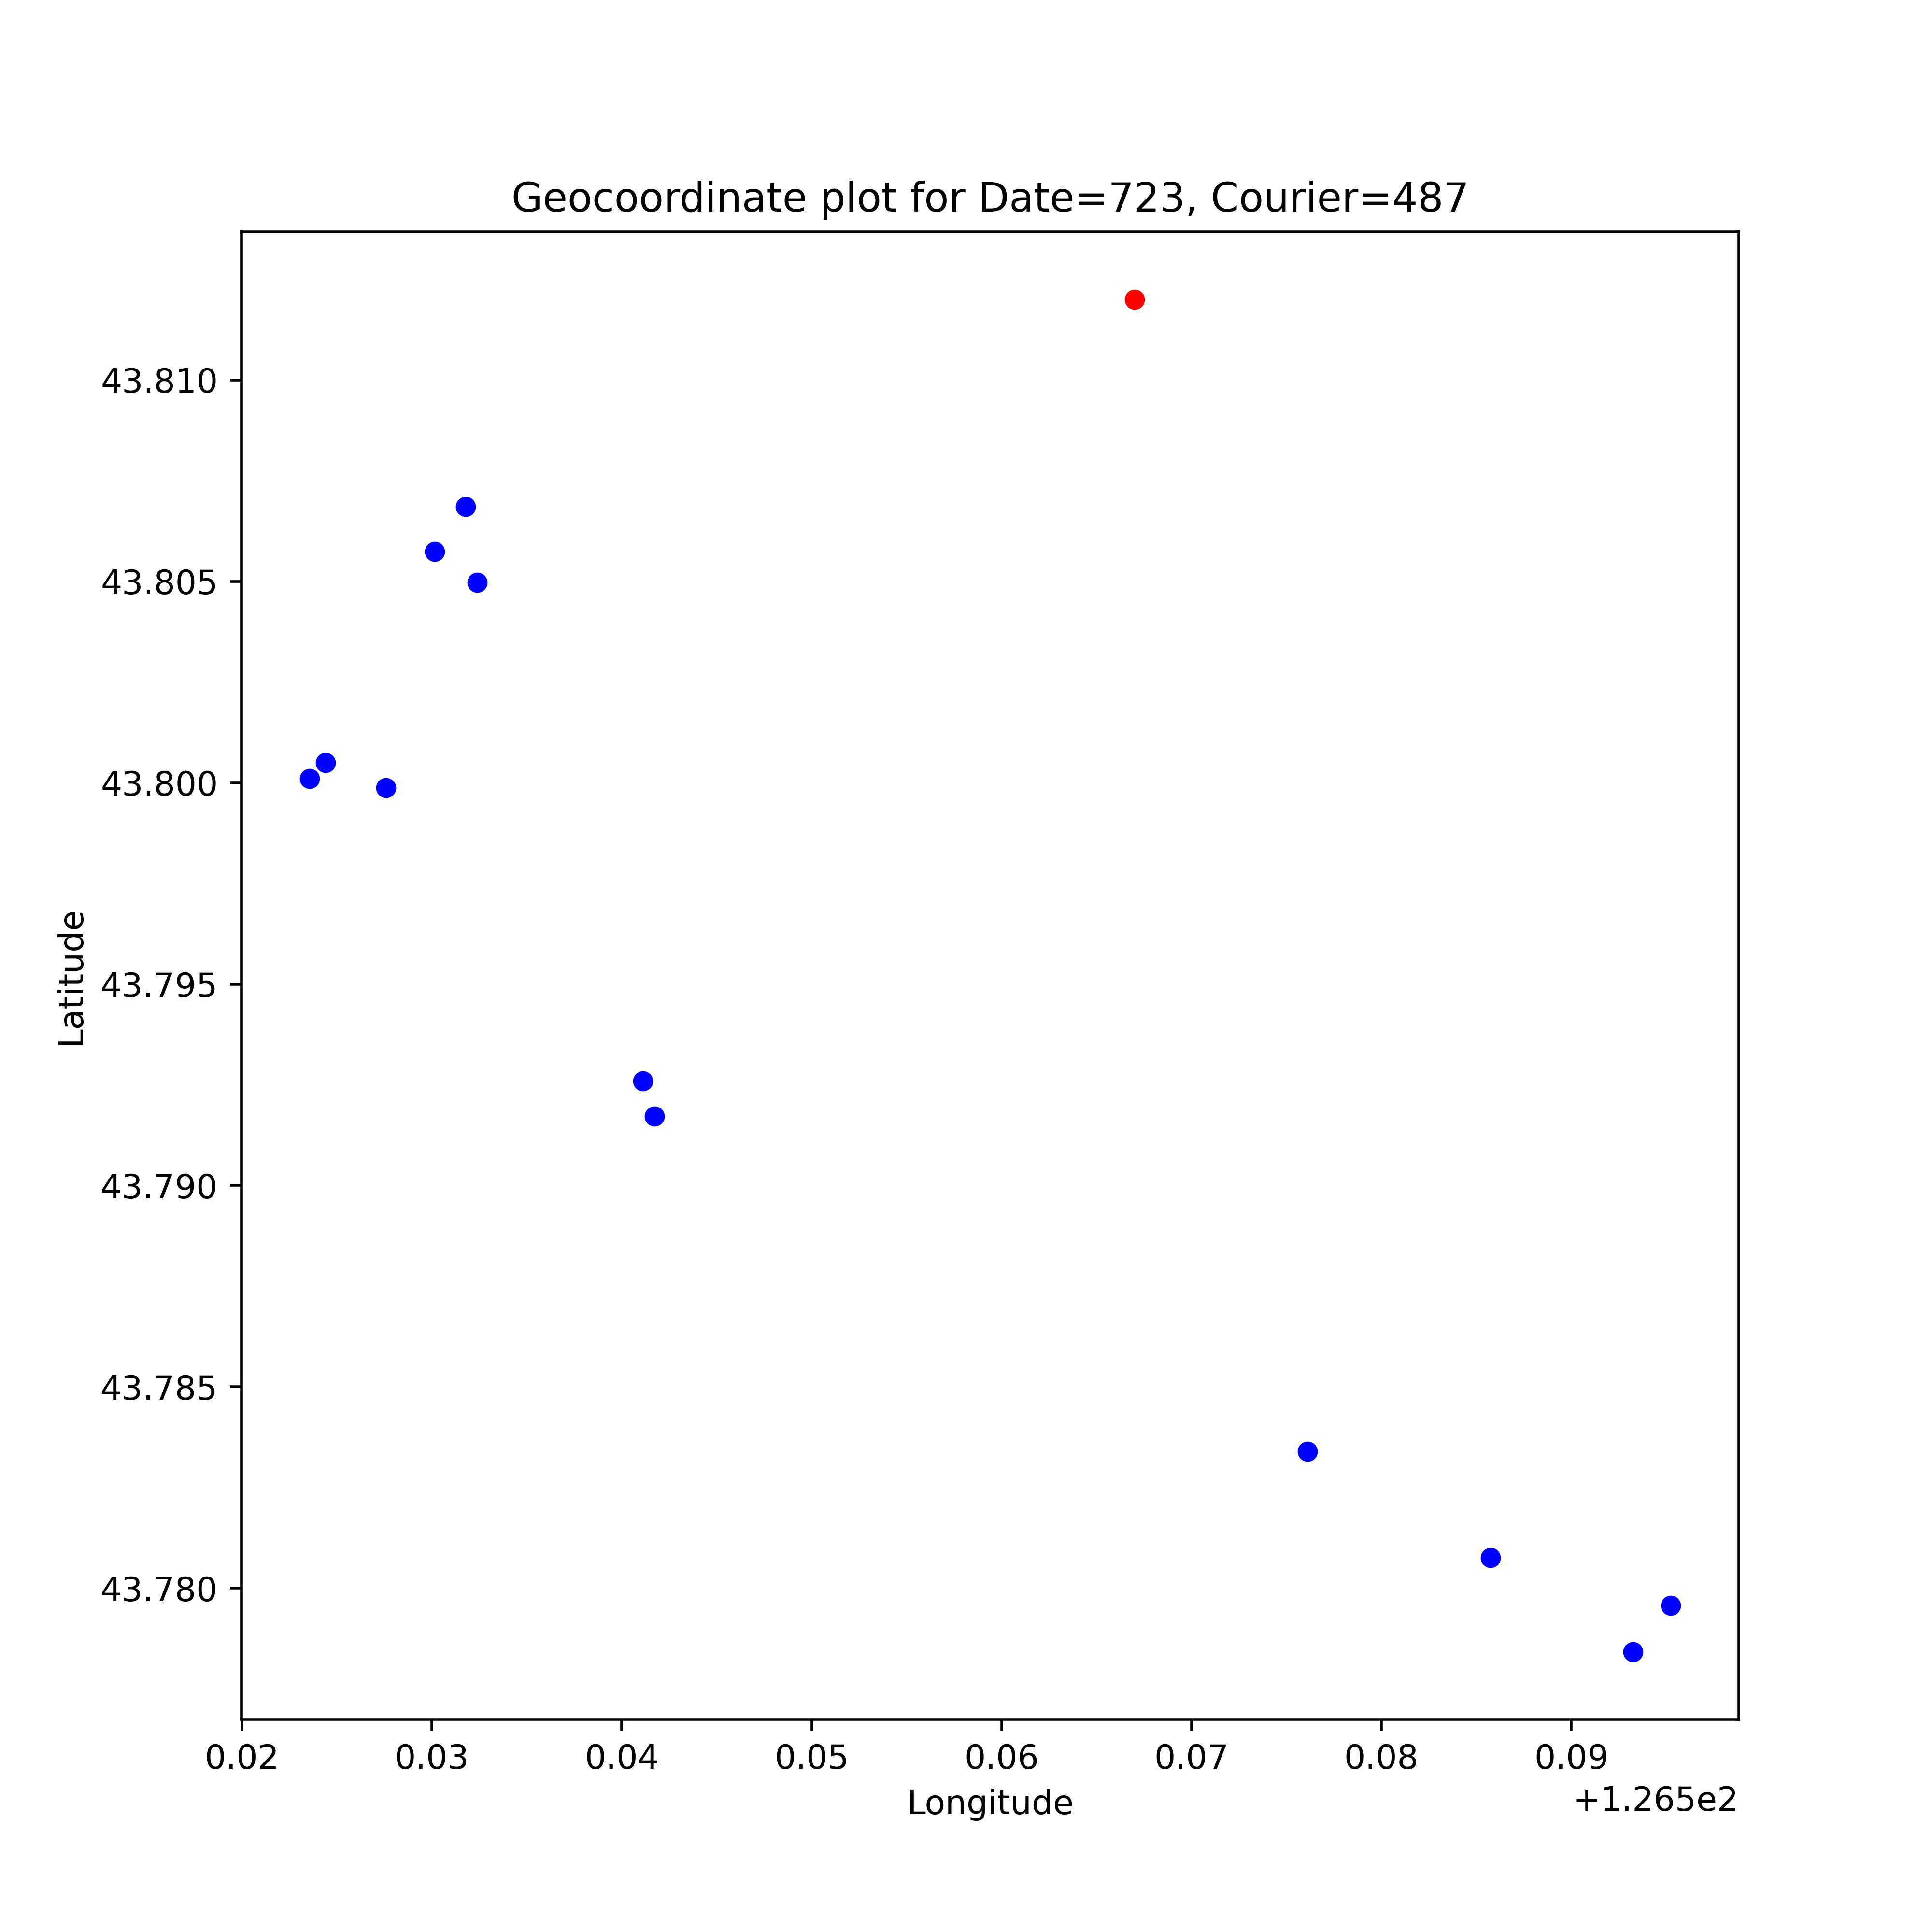 Geocoordinate plot for Date=723, Courier=487
43.810
43.805
43.800
43.795
43.790
43.785
43.780
Latitude
0.02 0.03 0.04 0.05 0.06 0.07 0.08 0.09
+1.265e2
Longitude